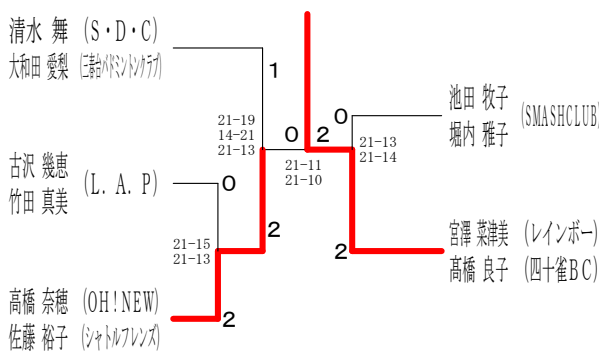 清水 舞 (S・D・C)
大和田 愛梨 (三春台バドミントンクラブ)
1
21-19
14-21
21-13
古沢 幾恵
竹田 真美
(L. A. P)
0
2
21-15
21-13
高橋 奈穂 (OH!NEW)
佐藤 裕子 (シャトルフレンズ)
2
0
2
21-11
21-10
池田 牧子
堀内 雅子
(SMASHCLUB)
0
21-13
21-14
宮澤 菜津美 (レインボー)
髙橋 良子 (四十雀BC)
2